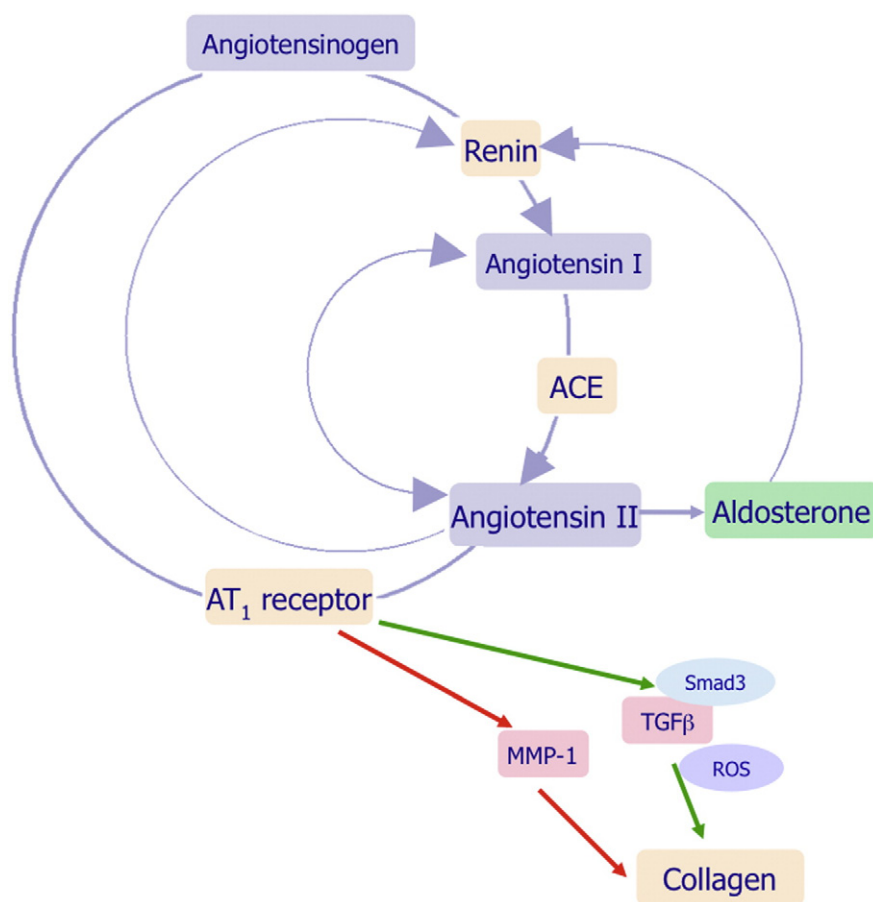 Angiotensinogen
Renin
Angiotensin I
ACE
Angiotensin II
Aldosterone
AT₁ receptor
Smad3
TGFβ
MMP-1
ROS
Collagen